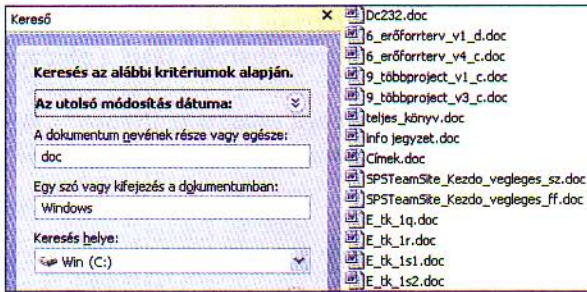 Kereső
Keresés az alábbi kritériumok alapján.
Az utolsó módosítás dátuma:
A dokumentum nevének része vagy egésze:
doc
Egy szó vagy kifejezés a dokumentumban:
Windows
Keresés helye:
Win (C:)
Dc232.doc
6_erőforrterv_v1_d.doc
6_erőforrterv_v4_c.doc
9_többproject_v1_c.doc
9_többproject_v3_c.doc
teljes_könyv.doc
info jegyzet.doc
Címek.doc
SPSTeamSite_Kezdo_vegleges_sz.doc
SPSTeamSite_Kezdo_vegleges_ff.doc
E_tk_1q.doc
E_tk_1r.doc
E_tk_1s1.doc
E_tk_1s2.doc